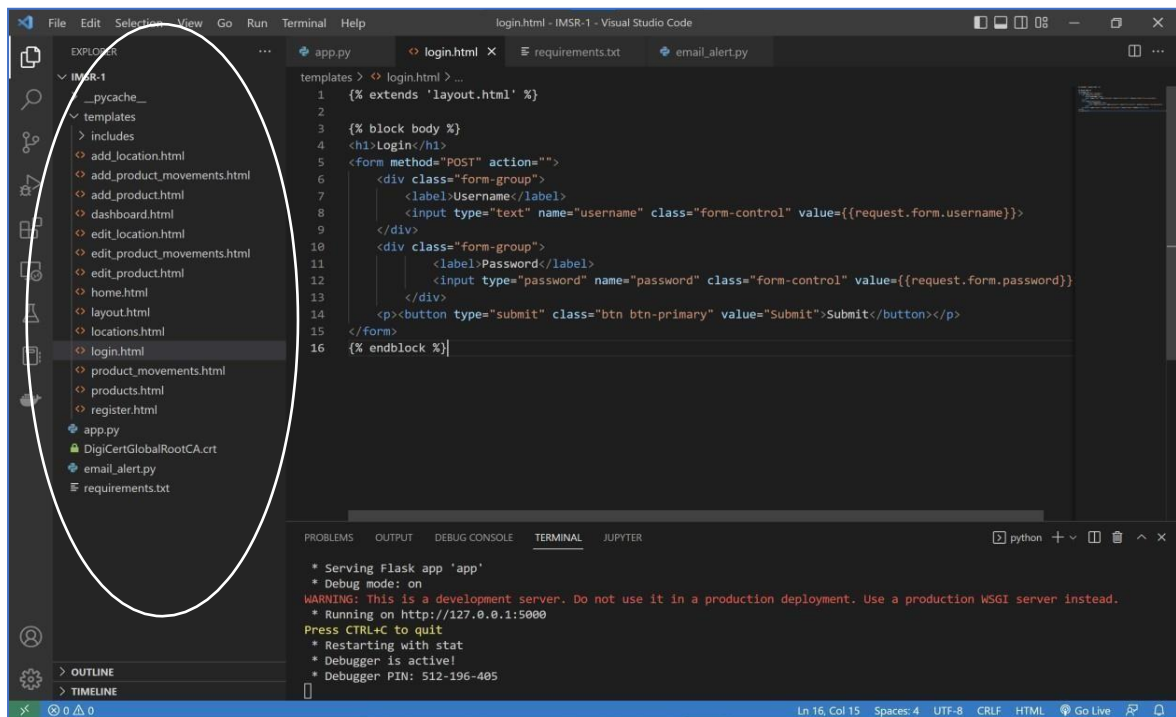 File Edit Selection View Go Run Terminal Help login.html - IMSR-1 - Visual Studio Code
EXPLORER ...
IMSR-1
__pycache__
templates
includes
add_location.html
add_product_movements.html
add_product.html
dashboard.html
edit_location.html
edit_product_movements.html
edit_product.html
home.html
layout.html
locations.html
login.html
product_movements.html
products.html
register.html
app.py
DigiCertGlobalRootCA.crt
email_alert.py
requirements.txt
OUTLINE
TIMELINE
app.py login.html requirements.txt email_alert.py
templates > login.html > ...
1 {% extends 'layout.html' %}
2
3 {% block body %}
4 <h1>Login</h1>
5 <form method="POST" action="">
6 <div class="form-group">
7 <label>Username</label>
8 <input type="text" name="username" class="form-control" value={{request.form.username}}>
9 </div>
10 <div class="form-group">
11 <label>Password</label>
12 <input type="password" name="password" class="form-control" value={{request.form.password}}
13 </div>
14 <p><button type="submit" class="btn btn-primary" value="Submit">Submit</button></p>
15 </form>
16 {% endblock %}
PROBLEMS OUTPUT DEBUG CONSOLE TERMINAL JUPYTER python
* Serving Flask app 'app'
* Debug mode: on
WARNING: This is a development server. Do not use it in a production deployment. Use a production WSGI server instead.
* Running on http://127.0.0.1:5000
Press CTRL+C to quit
* Restarting with stat
* Debugger is active!
* Debugger PIN: 512-196-405
0 0 Ln 16, Col 15 Spaces: 4 UTF-8 CRLF HTML Go Live